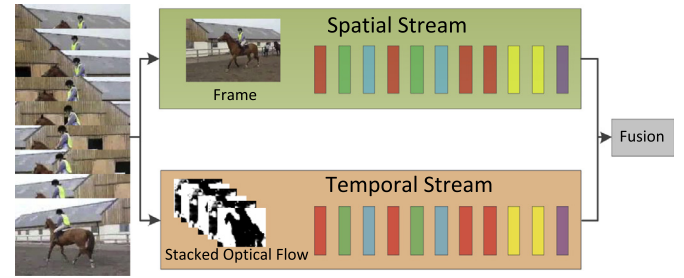 Spatial Stream
Frame
Fusion
Temporal Stream
Stacked Optical Flow